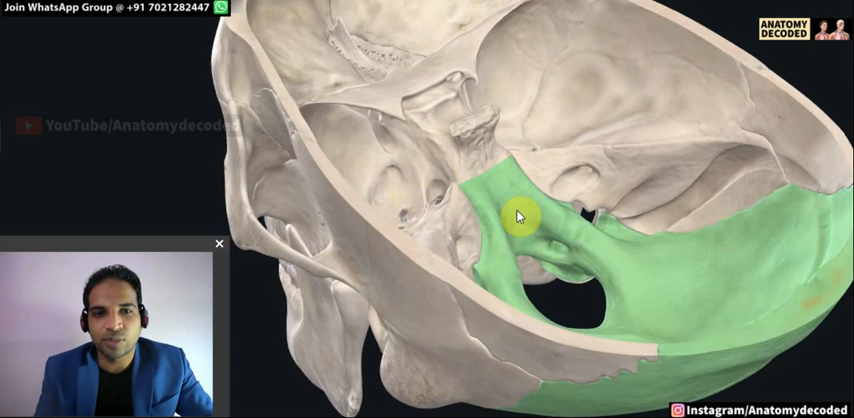 Join WhatsApp Group @ +91 7021282447
ANATOMY
DECODED
YouTube/Anatomydecoded
Instagram/Anatomydecoded